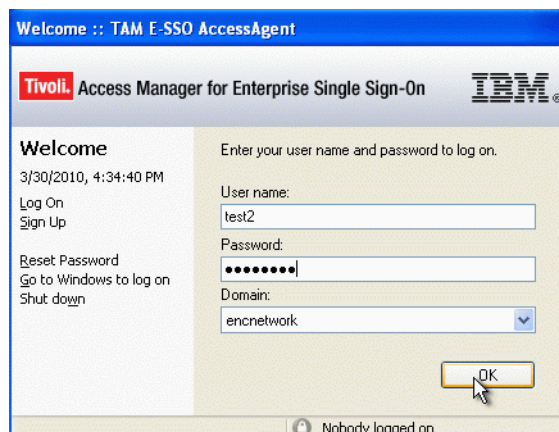 Welcome :: TAM E-SSO AccessAgent
Tivoli. Access Manager for Enterprise Single Sign-On IBM®
Welcome
3/30/2010, 4:34:40 PM
Log On
Sign Up
Reset Password
Go to Windows to log on
Shut down
Enter your user name and password to log on.
User name:
test2
Password:
••••••••
Domain:
encnetwork
OK
Nobody logged on